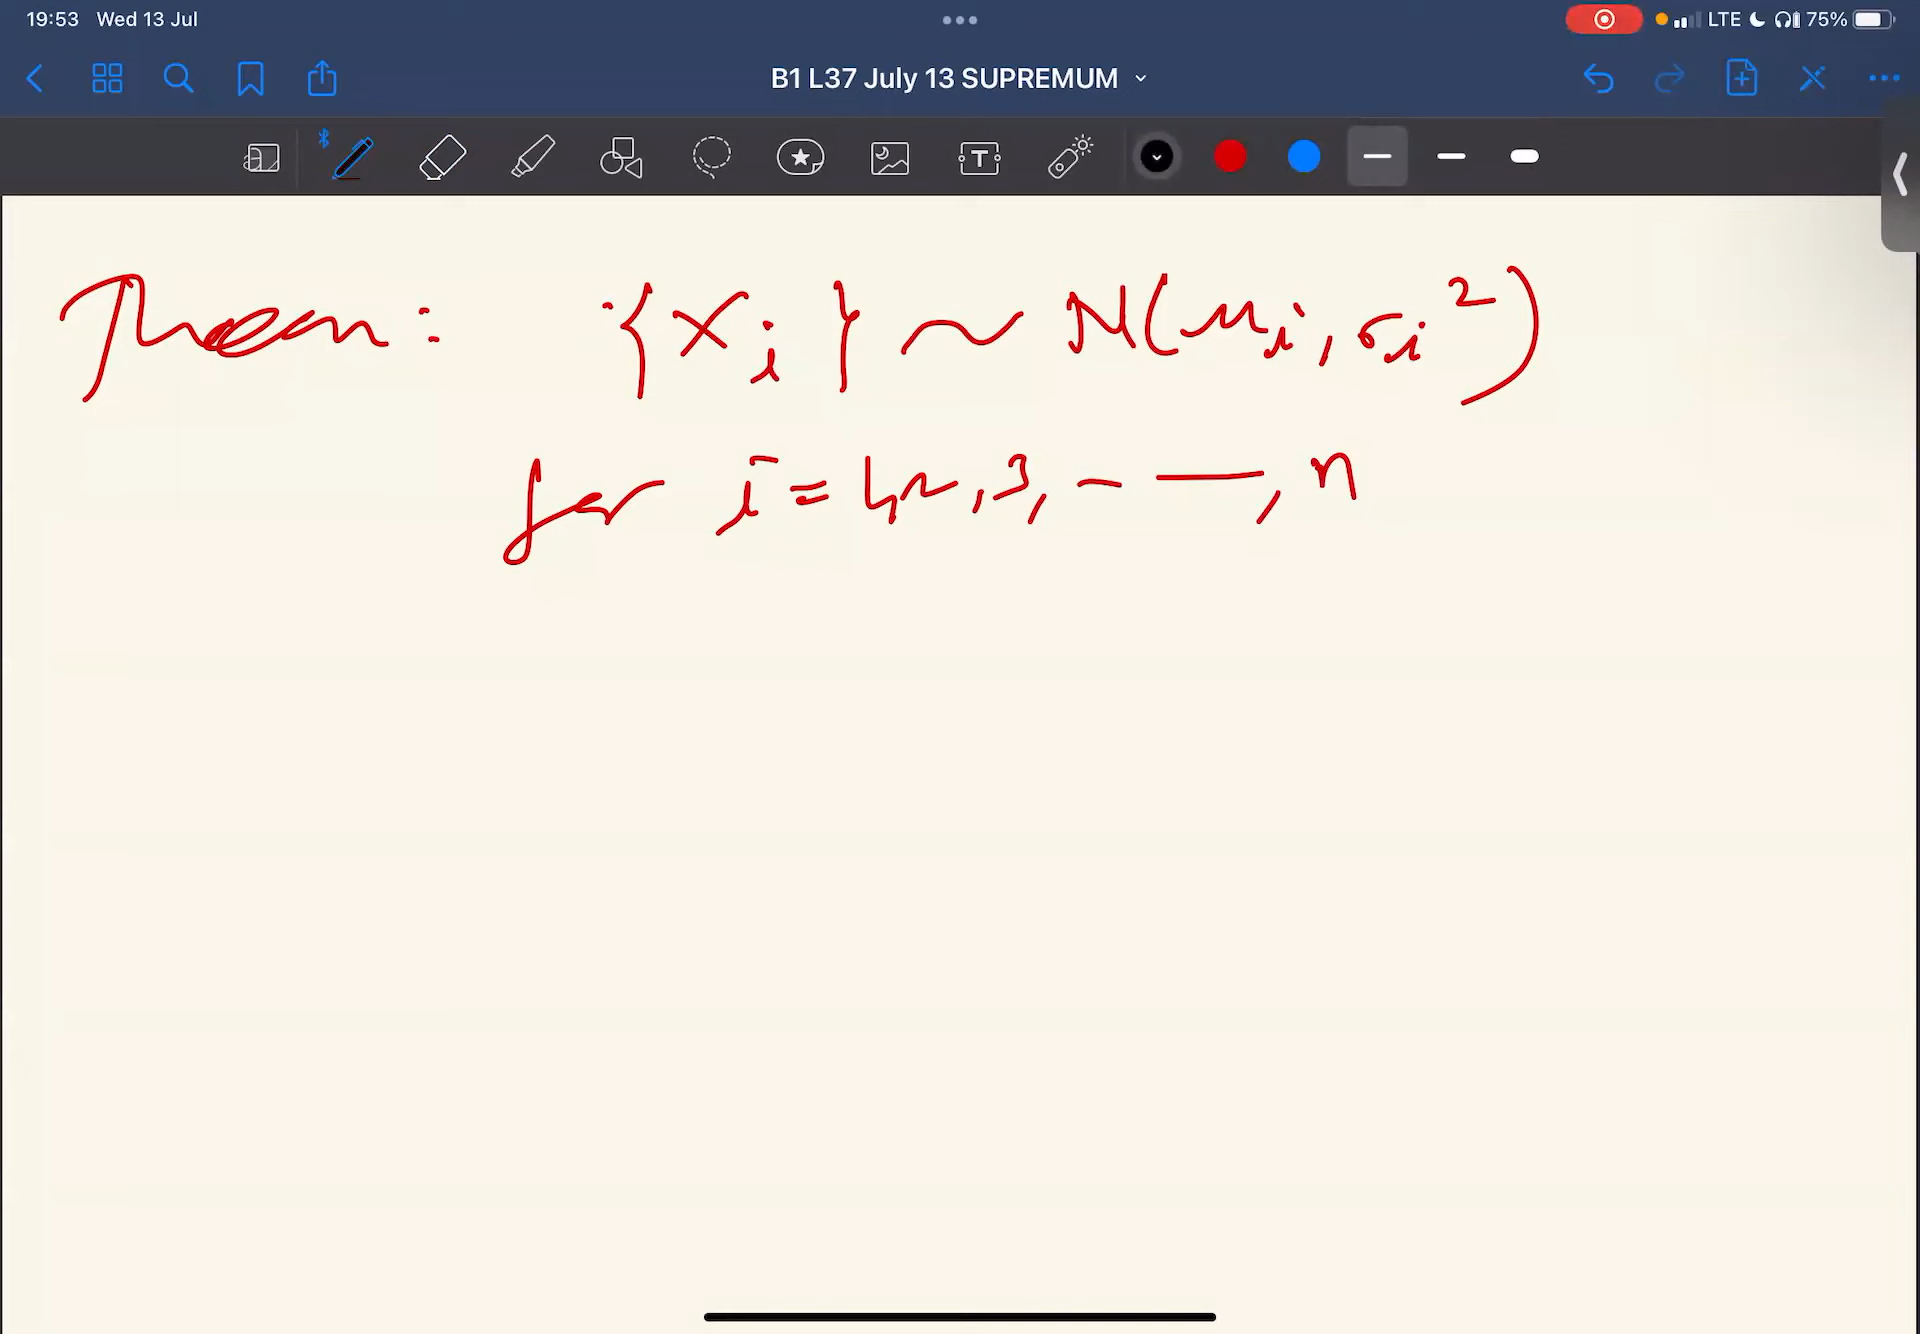 19:53 Wed 13 Jul
LTE 75%
B1 L37 July 13 SUPREMUM
Theorem: {Xi} ~ N(μi, σi²)
for i = 1, 2, 3, - —, n